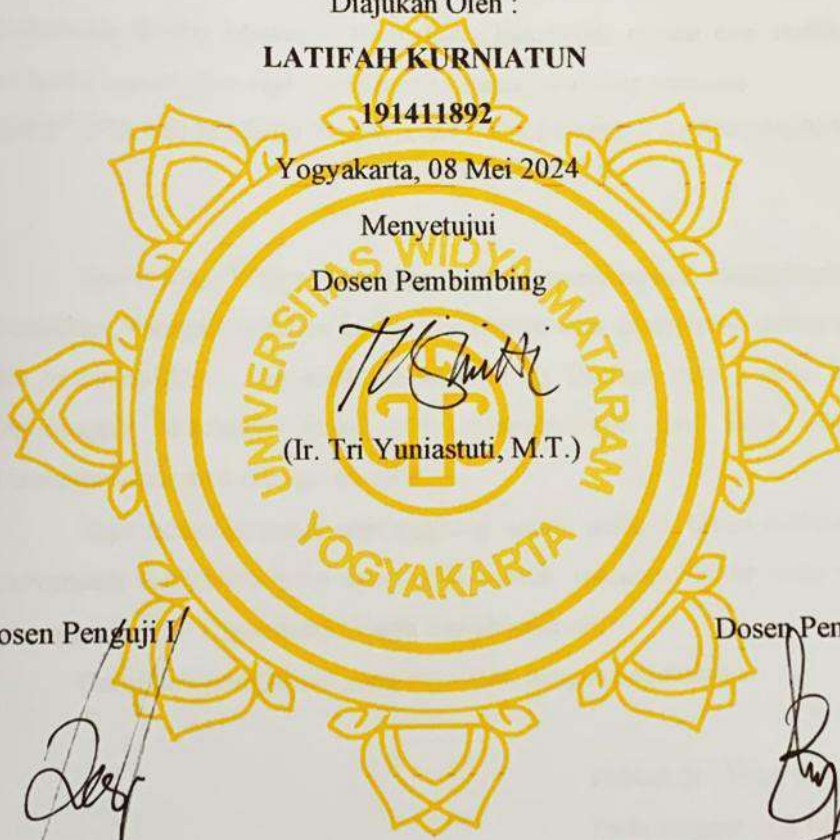 Diajukan Oleh :
LATIFAH KURNIATUN
191411892
Yogyakarta, 08 Mei 2024
Menyetujui
Dosen Pembimbing
UNIVERSITAS WIDYA MATARAM
(Ir. Tri Yuniastuti, M.T.)
YOGYAKARTA
osen Penguji I
Dosen Pen